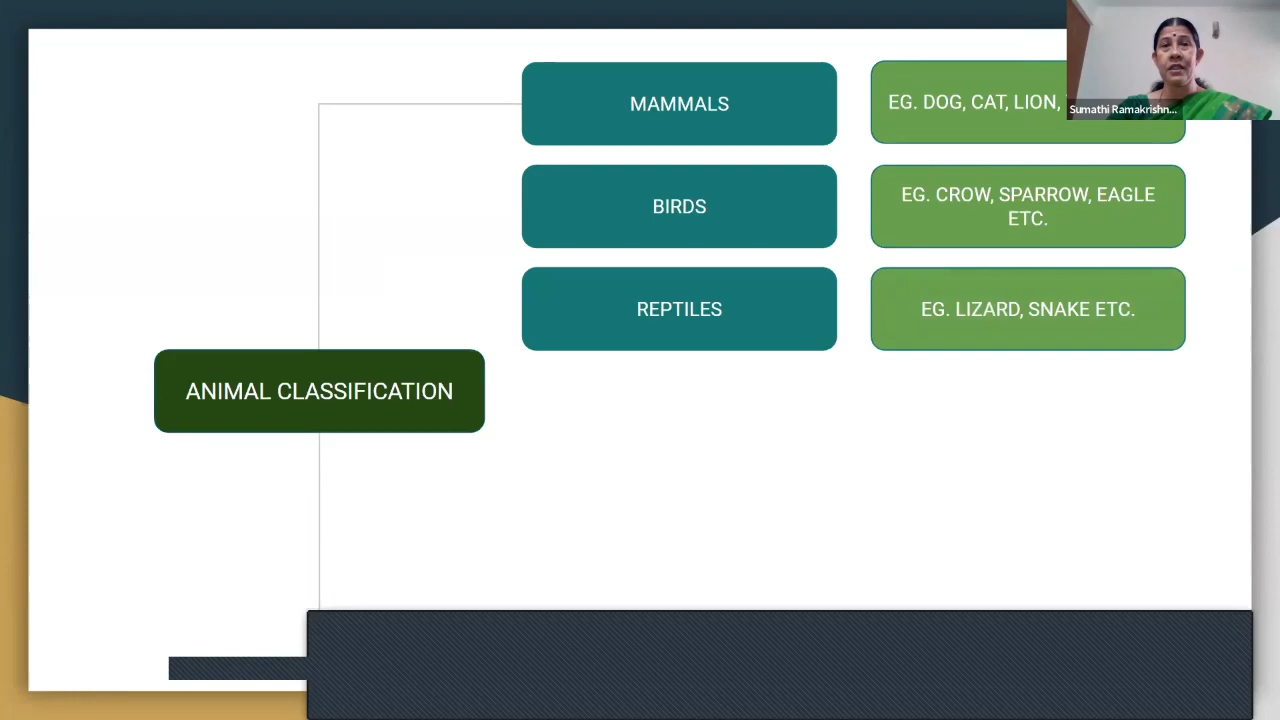 MAMMALS
EG. DOG, CAT, LION,
Sumathi Ramakrishn...
BIRDS
EG. CROW, SPARROW, EAGLE
ETC.
REPTILES
EG. LIZARD, SNAKE ETC.
ANIMAL CLASSIFICATION